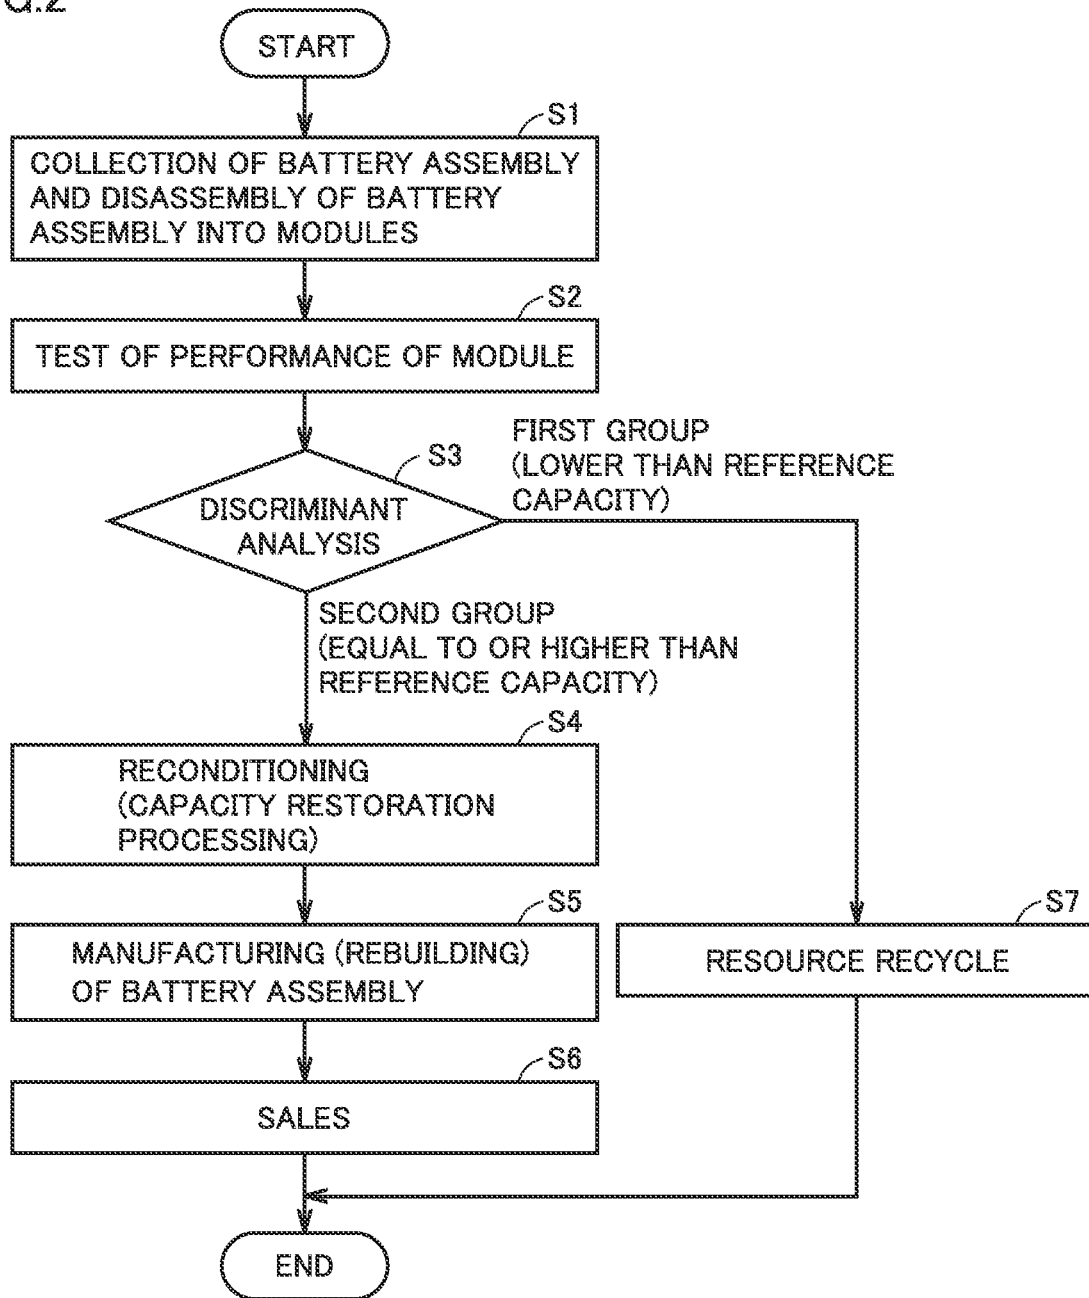 G.2
START
S1
COLLECTION OF BATTERY ASSEMBLY
AND DISASSEMBLY OF BATTERY
ASSEMBLY INTO MODULES
S2
TEST OF PERFORMANCE OF MODULE
FIRST GROUP
(LOWER THAN REFERENCE
CAPACITY)
S3
DISCRIMINANT
ANALYSIS
SECOND GROUP
(EQUAL TO OR HIGHER THAN
REFERENCE CAPACITY)
S4
RECONDITIONING
(CAPACITY RESTORATION
PROCESSING)
S5
MANUFACTURING (REBUILDING)
OF BATTERY ASSEMBLY
S7
RESOURCE RECYCLE
S6
SALES
END